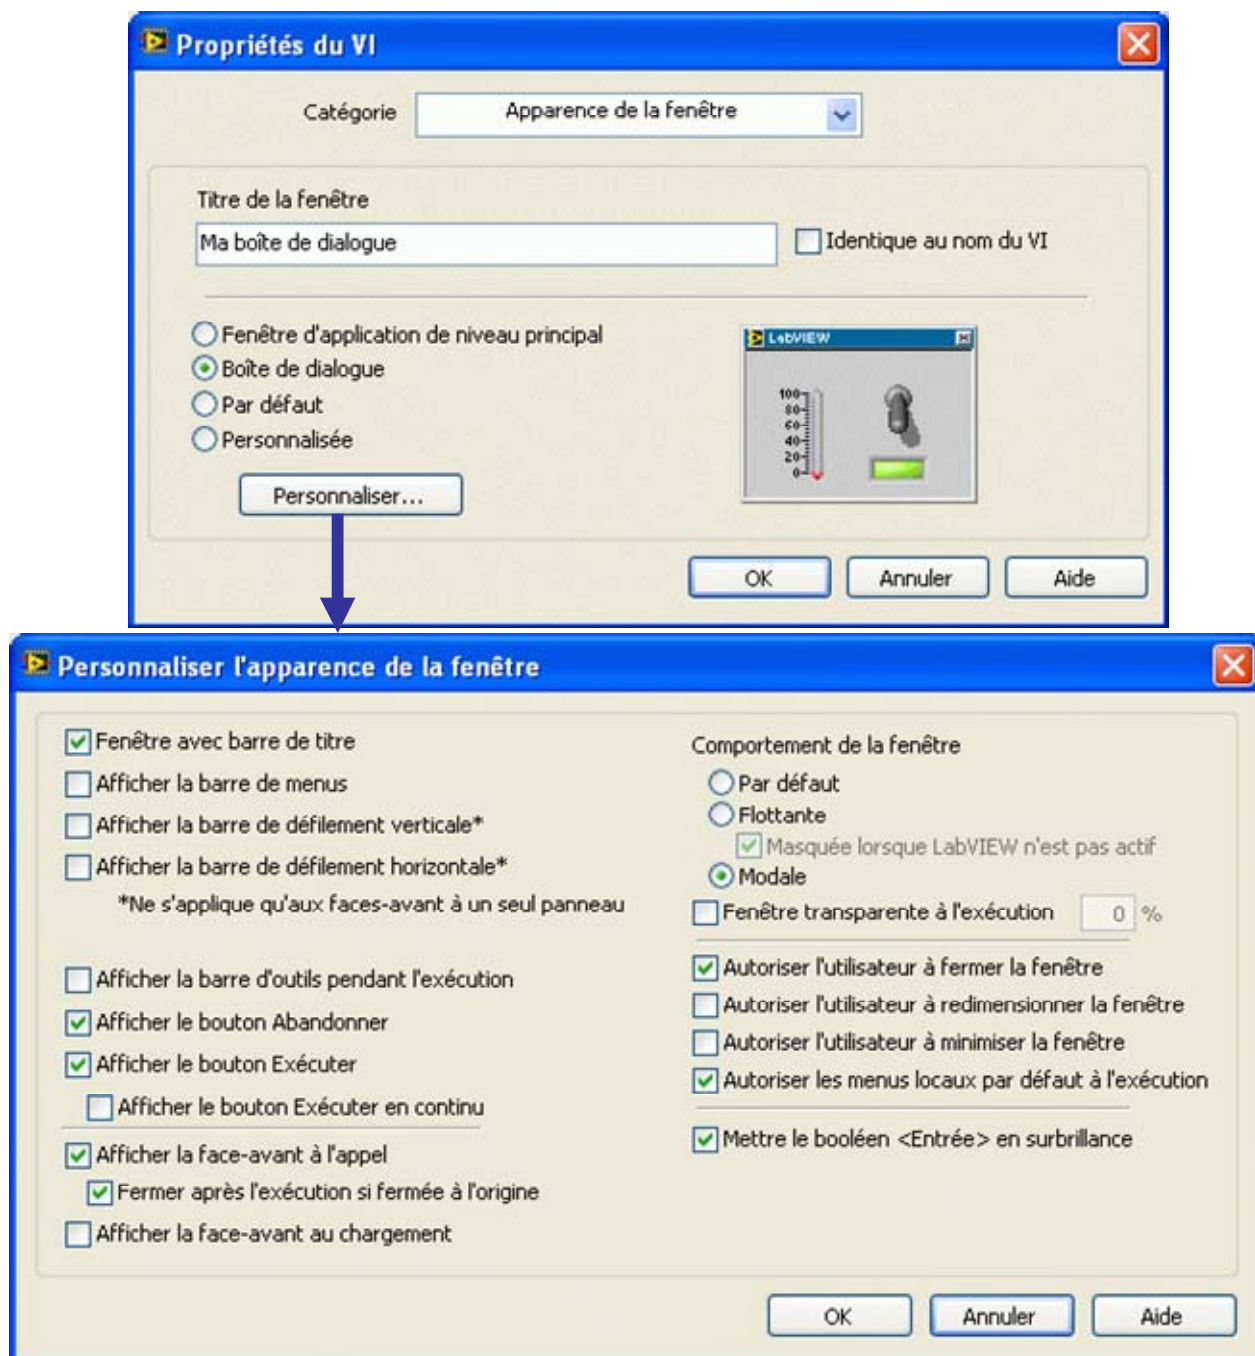 Propriétés du VI
Catégorie
Apparence de la fenêtre
Titre de la fenêtre
Ma boîte de dialogue
Identique au nom du VI
Fenêtre d'application de niveau principal
Boîte de dialogue
Par défaut
Personnalisée
Personnaliser...
LabVIEW
100
80
60
40
20
0
OK
Annuler
Aide
Personnaliser l'apparence de la fenêtre
Fenêtre avec barre de titre
Afficher la barre de menus
Afficher la barre de défilement verticale*
Afficher la barre de défilement horizontale*
*Ne s'applique qu'aux faces-avant à un seul panneau
Afficher la barre d'outils pendant l'exécution
Afficher le bouton Abandonner
Afficher le bouton Exécuter
Afficher le bouton Exécuter en continu
Afficher la face-avant à l'appel
Fermer après l'exécution si fermée à l'origine
Afficher la face-avant au chargement
Comportement de la fenêtre
Par défaut
Flottante
Masquée lorsque LabVIEW n'est pas actif
Modale
Fenêtre transparente à l'exécution 0 %
Autoriser l'utilisateur à fermer la fenêtre
Autoriser l'utilisateur à redimensionner la fenêtre
Autoriser l'utilisateur à minimiser la fenêtre
Autoriser les menus locaux par défaut à l'exécution
Mettre le booléen <Entrée> en surbrillance
OK
Annuler
Aide